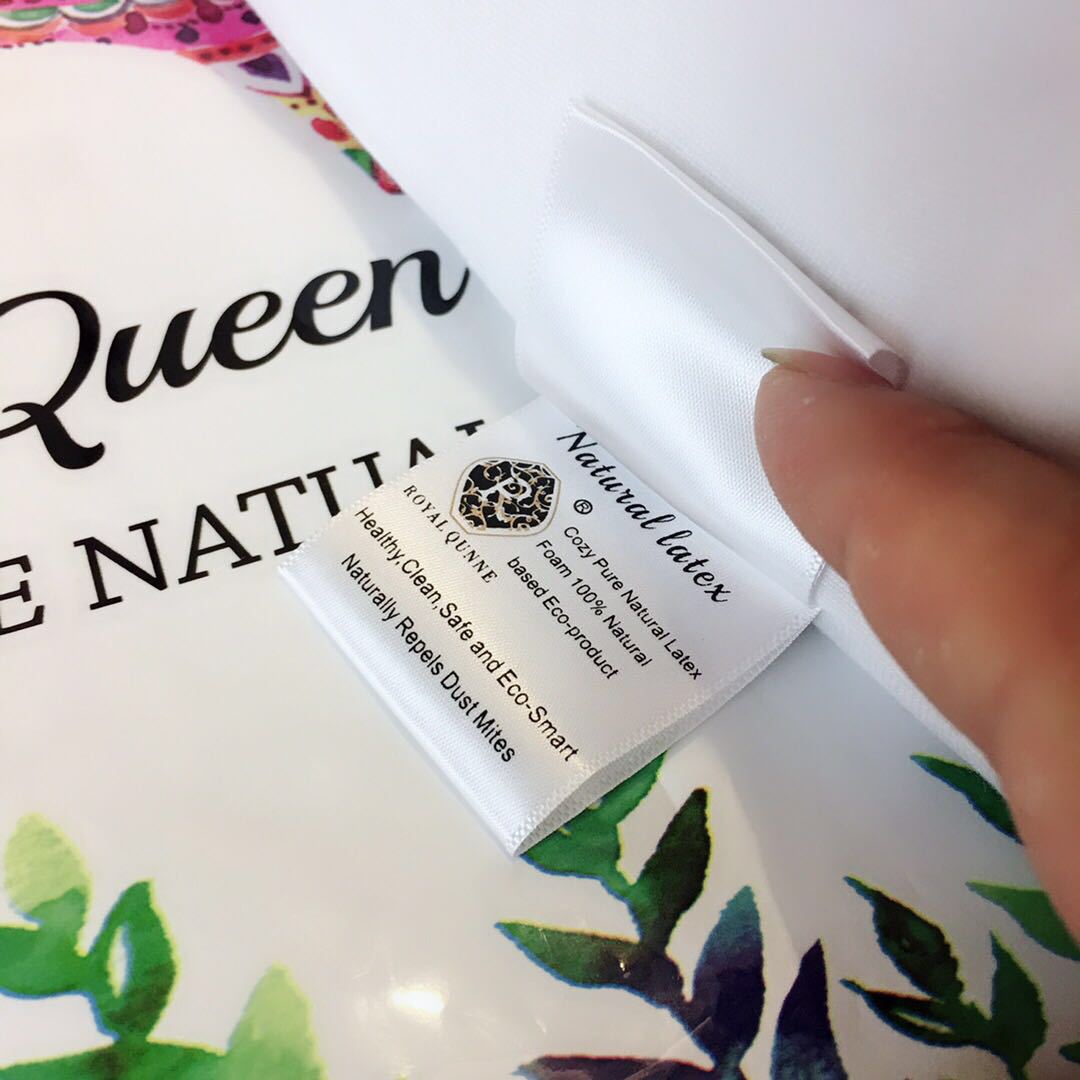 Queen
E NATUAL
Natural latex
®
ROYAL QUNNE
Cozy Pure Natural Latex
Foam 100% Natural
based Eco-product
Healthy,Clean,Safe and Eco-Smart
Naturally Repels Dust Mites